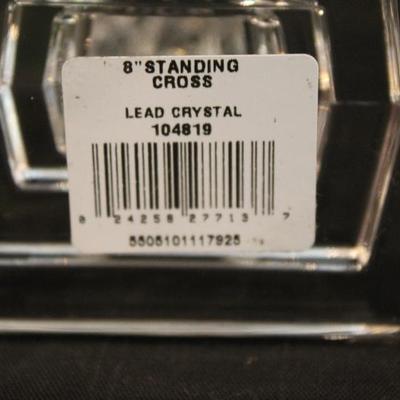 8"STANDING
CROSS
LEAD CRYSTAL
104819
0 24258 27713 7
5505101117925